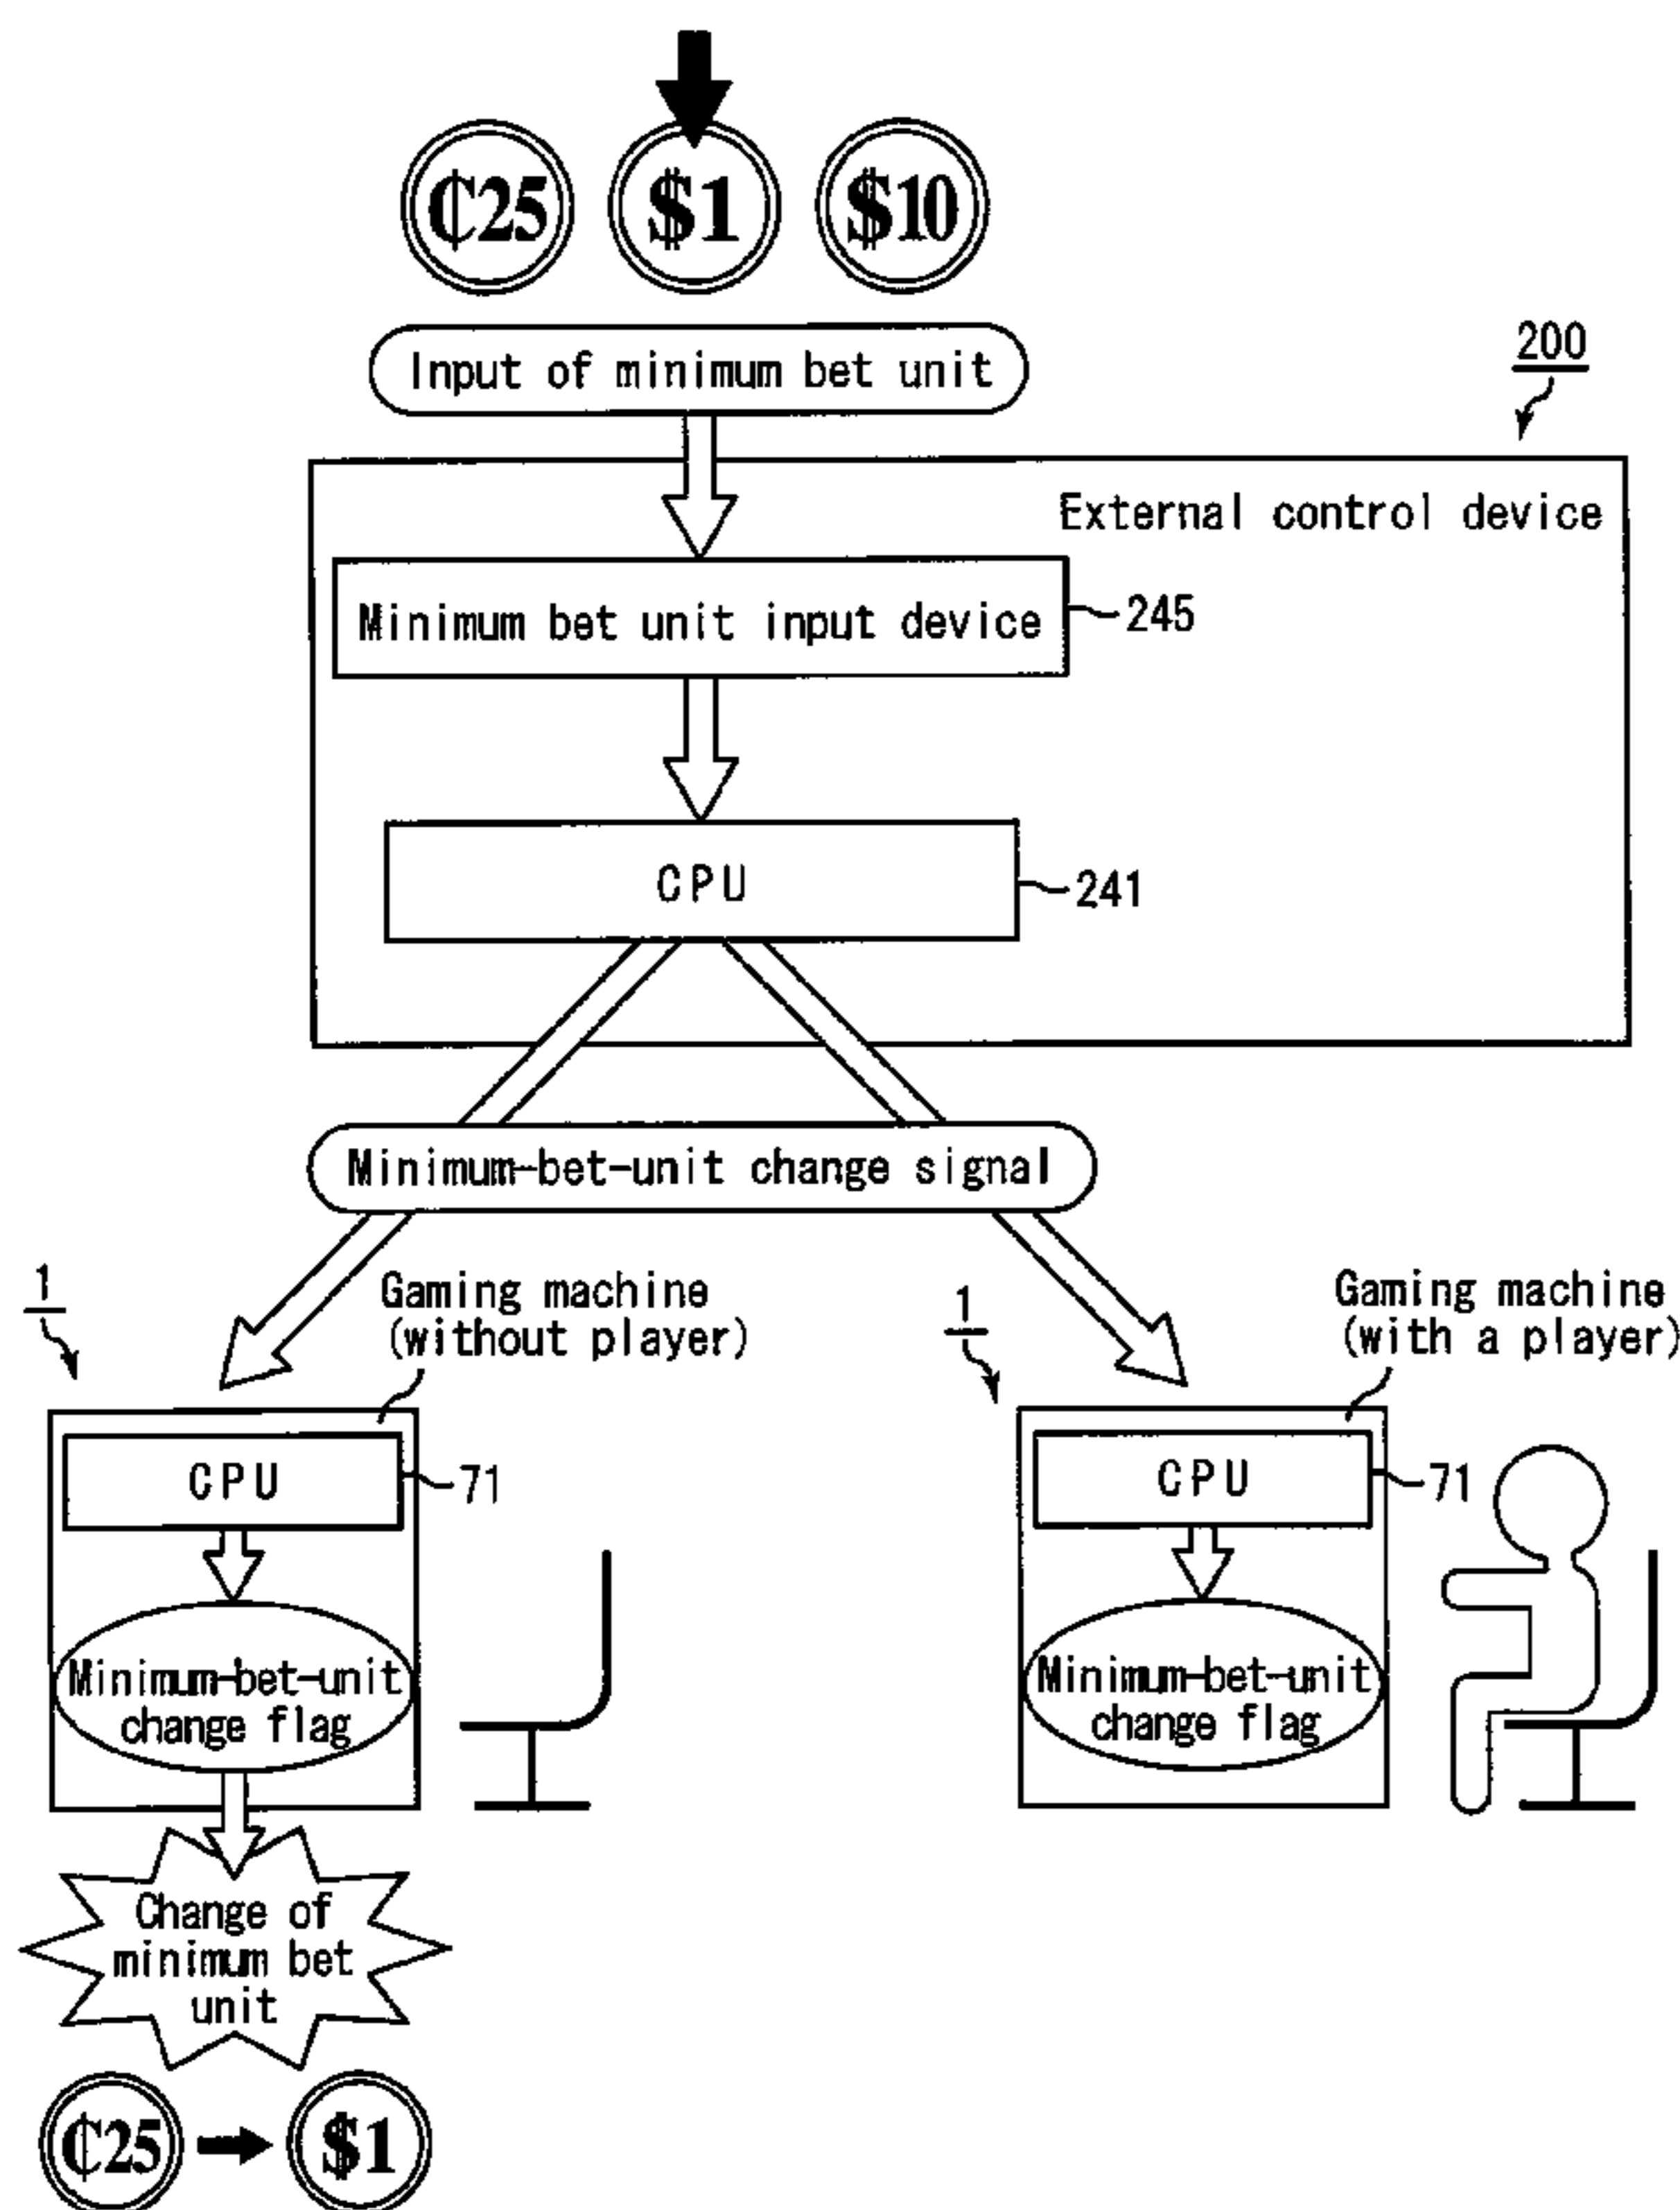 ₵25
$1
$10
Input of minimum bet unit
200
External control device
Minimum bet unit input device
245
CPU
241
Minimum-bet-unit change signal
1
Gaming machine
(without player)
CPU
71
Minimum-bet-unit
change flag
Change of
minimum bet
unit
₵25
$1
1
Gaming machine
(with a player)
CPU
71
Minimum-bet-unit
change flag